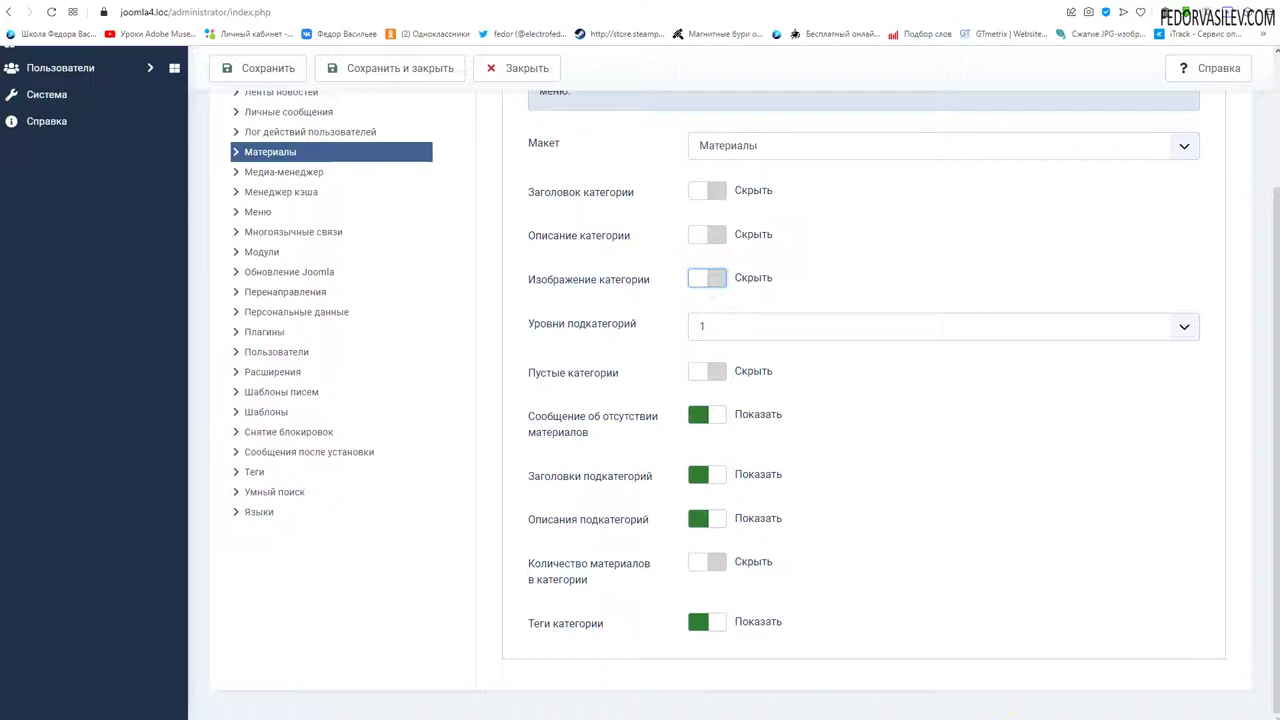 joomla4.loc/administrator/index.php
FEDORVASILEV.COM
Школа Федора Вас...
Уроки Adobe Muse...
Личный кабинет -...
Федор Васильев
(2) Одноклассники
fedor (@electrofed...
http://store.steamp...
Магнитные бури о...
Бесплатный онлай...
Подбор слов
GTmetrix | Website...
Сжатие JPG-изобр...
iTrack - Сервис оп...
Пользователи
Система
Справка
Сохранить
Сохранить и закрыть
Закрыть
Справка
Ленты новостей
Личные сообщения
Лог действий пользователей
Материалы
Медиа-менеджер
Менеджер кэша
Меню
Многоязычные связи
Модули
Обновление Joomla
Перенаправления
Персональные данные
Плагины
Пользователи
Расширения
Шаблоны писем
Шаблоны
Снятие блокировок
Сообщения после установки
Теги
Умный поиск
Языки
меню.
Макет
Материалы
Заголовок категории
Скрыть
Описание категории
Скрыть
Изображение категории
Скрыть
Уровни подкатегорий
1
Пустые категории
Скрыть
Сообщение об отсутствии
материалов
Показать
Заголовки подкатегорий
Показать
Описания подкатегорий
Показать
Количество материалов
в категории
Скрыть
Теги категории
Показать